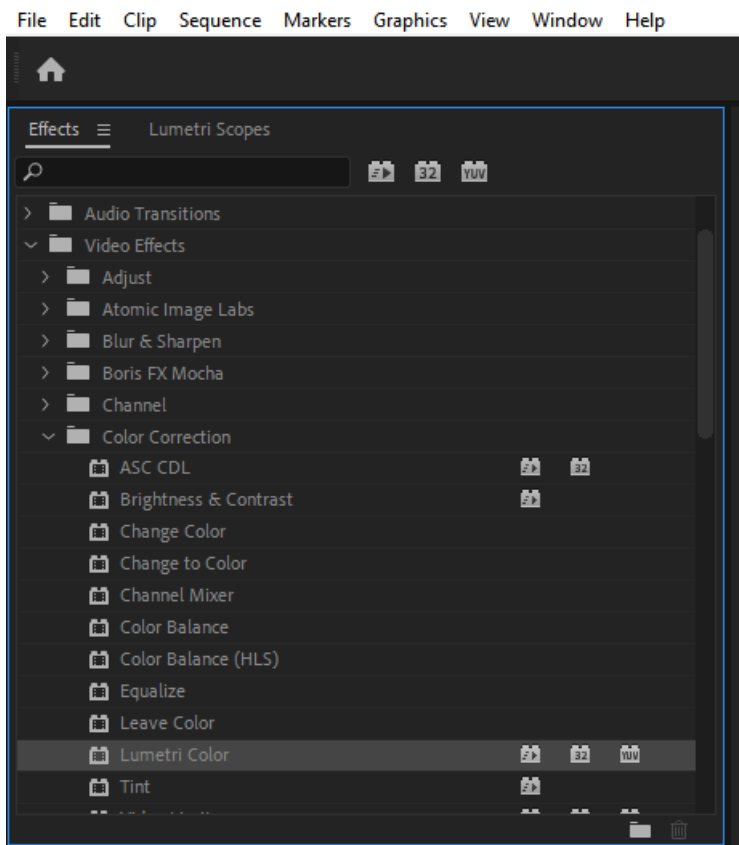 File Edit Clip Sequence Markers Graphics View Window Help
Effects Lumetri Scopes
32 YUV
Audio Transitions
Video Effects
Adjust
Atomic Image Labs
Blur & Sharpen
Boris FX Mocha
Channel
Color Correction
ASC CDL 32
Brightness & Contrast
Change Color
Change to Color
Channel Mixer
Color Balance
Color Balance (HLS)
Equalize
Leave Color
Lumetri Color 32 YUV
Tint